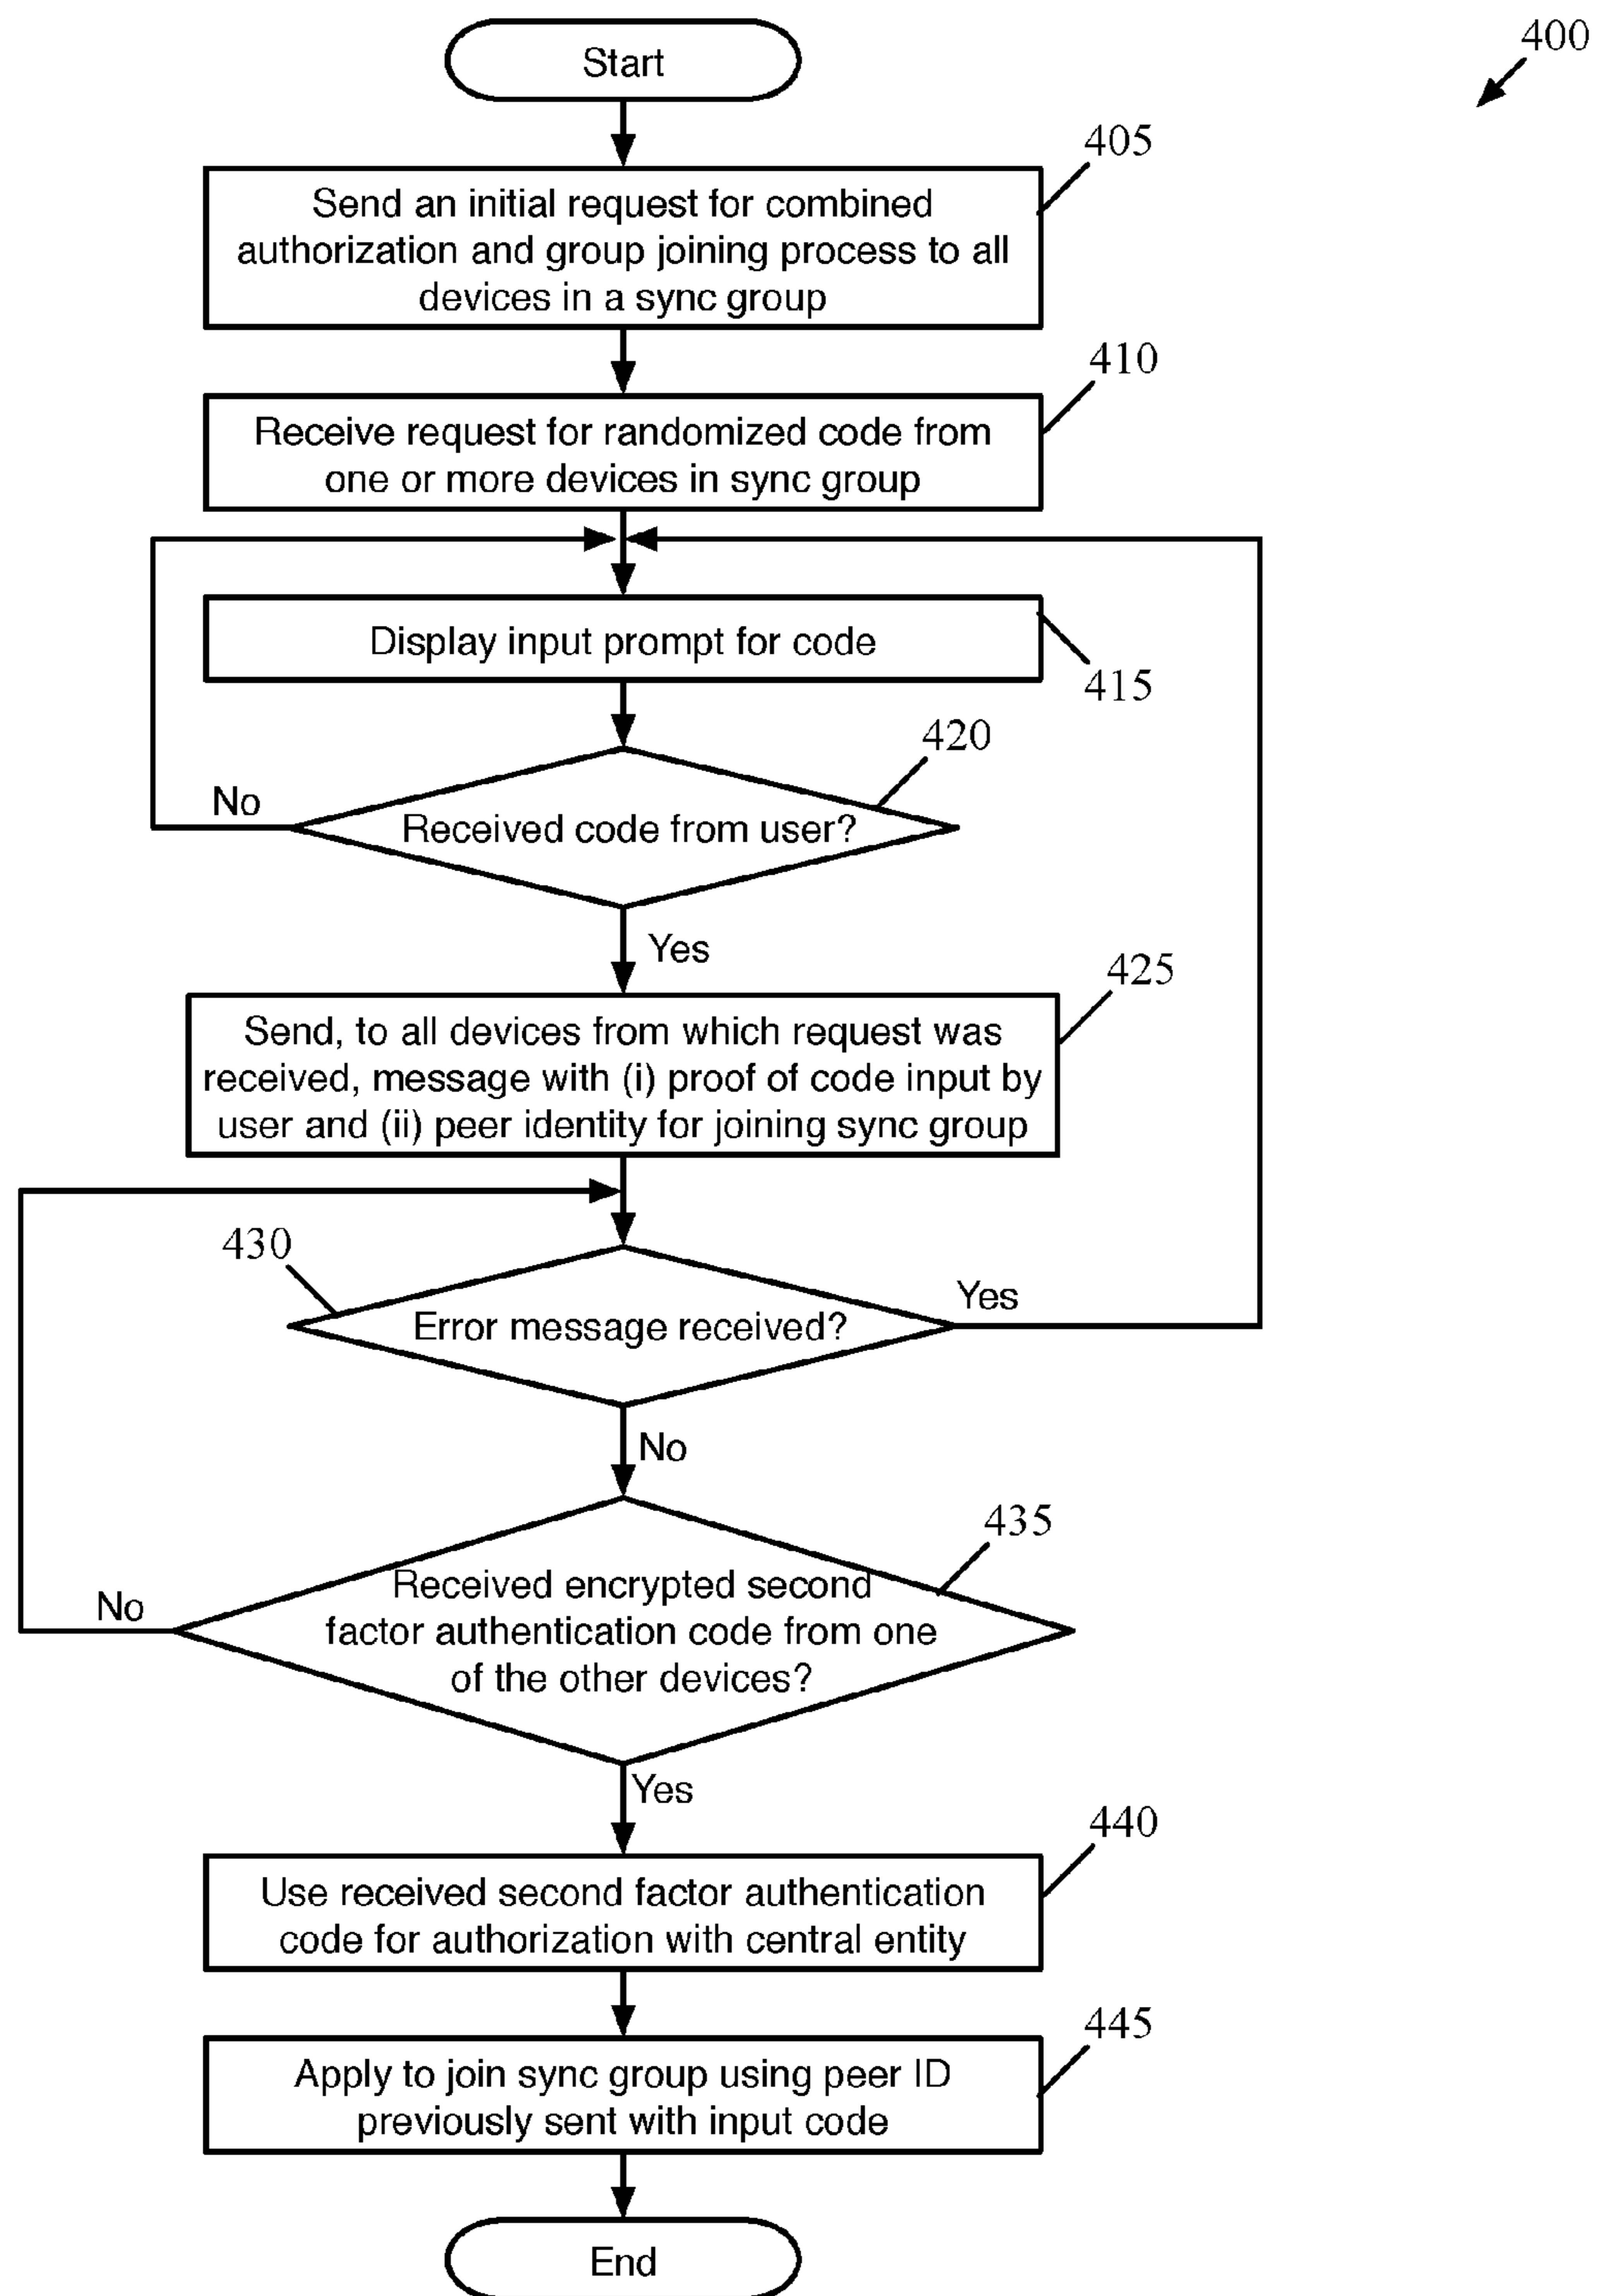 Start
400
405
Send an initial request for combined
authorization and group joining process to all
devices in a sync group
410
Receive request for randomized code from
one or more devices in sync group
Display input prompt for code
415
420
No
Received code from user?
Yes
425
Send, to all devices from which request was
received, message with (i) proof of code input by
user and (ii) peer identity for joining sync group
430
Yes
Error message received?
No
435
No
Received encrypted second
factor authentication code from one
of the other devices?
Yes
440
Use received second factor authentication
code for authorization with central entity
445
Apply to join sync group using peer ID
previously sent with input code
End